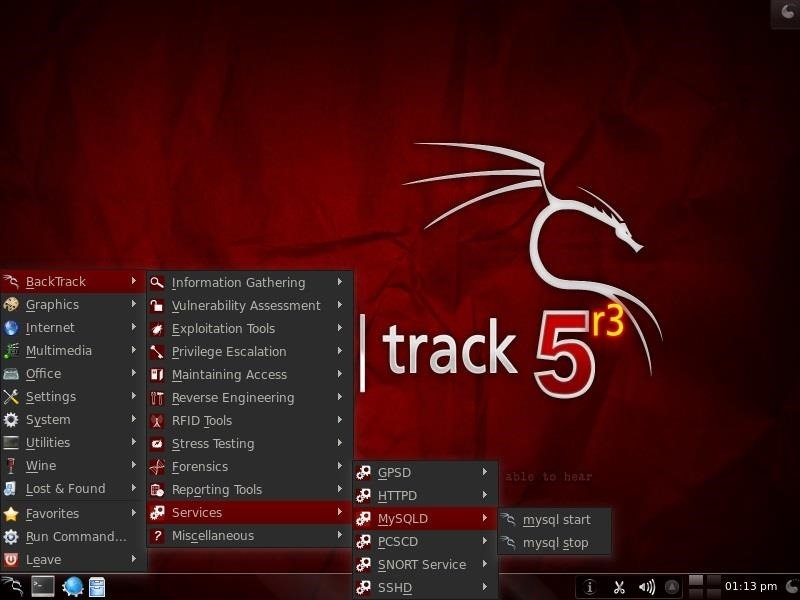 BackTrack
Graphics
Internet
Multimedia
Office
Settings
System
Utilities
Wine
Lost & Found
Favorites
Run Command...
Leave
Information Gathering
Vulnerability Assessment
Exploitation Tools
Privilege Escalation
Maintaining Access
Reverse Engineering
RFID Tools
Stress Testing
Forensics
Reporting Tools
Services
Miscellaneous
GPSD
HTTPD
MySQLD
PCSCD
SNORT Service
SSHD
mysql start
mysql stop
| track 5 r3
able to hear
01:13 pm